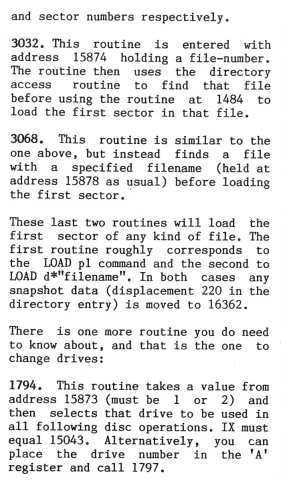 and sector numbers respectively.
3032. This routine is entered with
address 15874 holding a file-number.
The routine then uses the directory
access routine to find that file
before using the routine at 1484 to
load the first sector in that file.
3068. This routine is similar to the
one above, but instead finds a file
with a specified filename (held at
address 15878 as usual) before loading
the first sector.
These last two routines will load the
first sector of any kind of file. The
first routine roughly corresponds to
the LOAD p1 command and the second to
LOAD d*"filename". In both cases any
snapshot data (displacement 220 in the
directory entry) is moved to 16362.
There is one more routine you do need
to know about, and that is the one to
change drives:
1794. This routine takes a value from
address 15873 (must be 1 or 2) and
then selects that drive to be used in
all following disc operations. IX must
equal 15043. Alternatively, you can
place the drive number in the 'A'
register and call 1797.